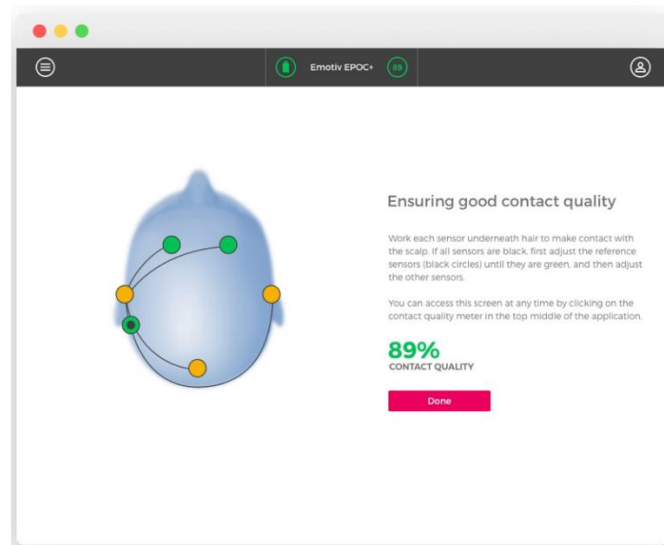 Emotiv EPOC+ 89
Ensuring good contact quality
Work each sensor underneath hair to make contact with
the scalp. If all sensors are black, first adjust the reference
sensors (black circles) until they are green, and then adjust
the other sensors.
You can access this screen at any time by clicking on the
contact quality meter in the top middle of the application.
89%
CONTACT QUALITY
Done